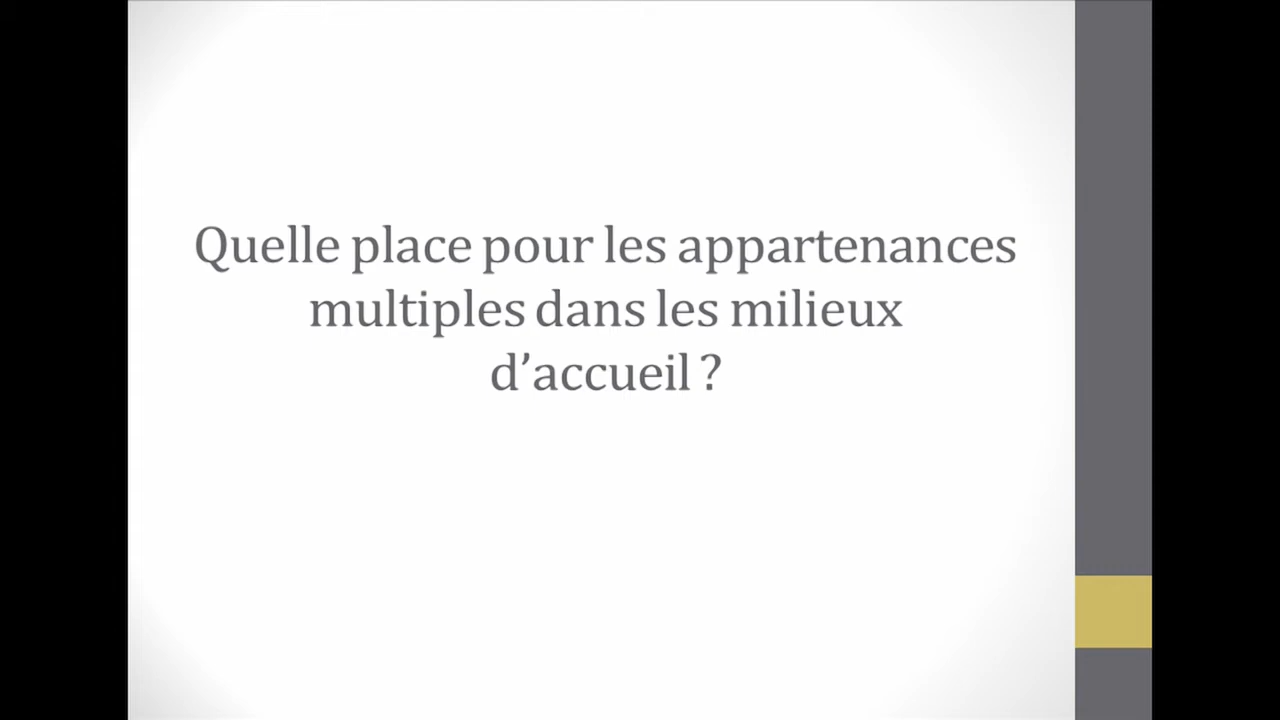 Quelle place pour les appartenances
multiples dans les milieux
d’accueil ?